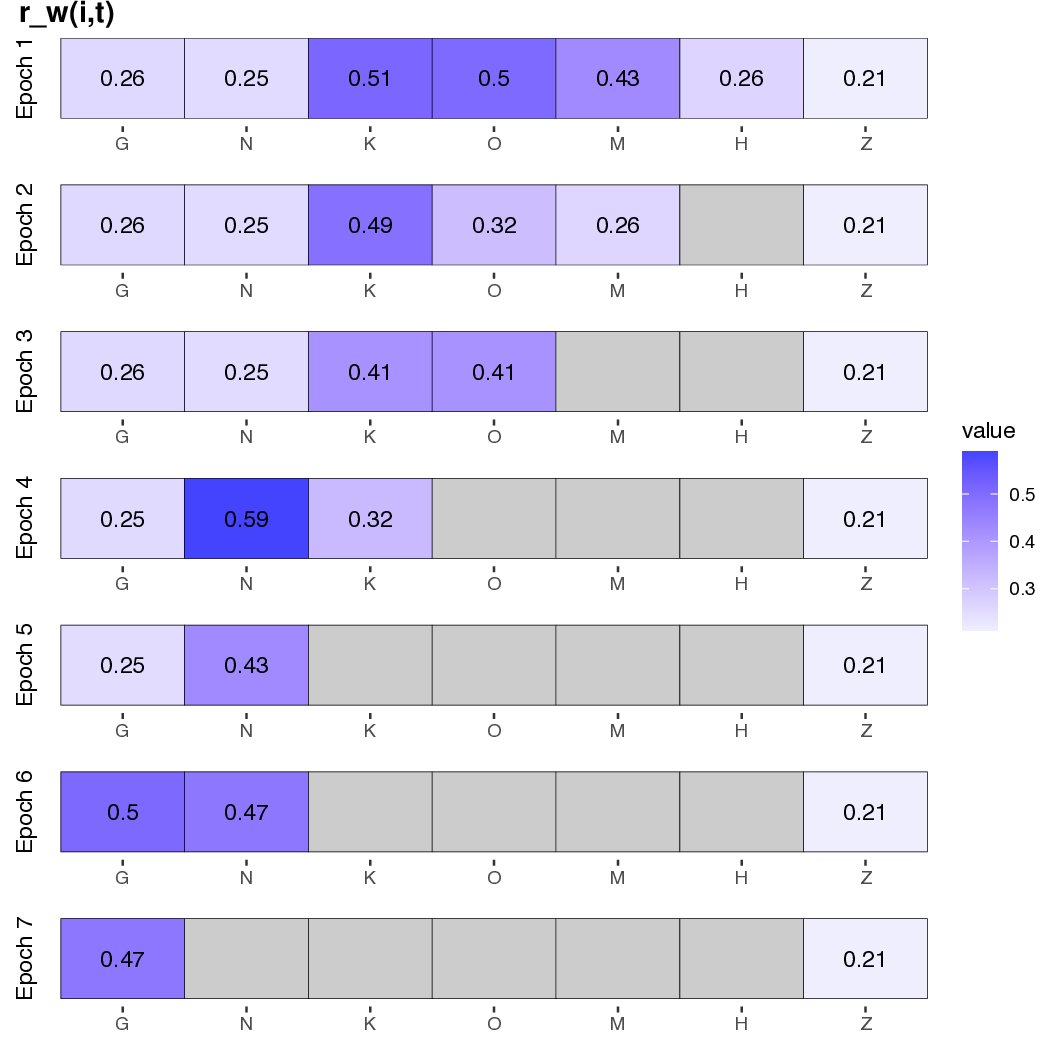 r_w(i,t)
Epoch 1
0.26 0.25 0.51 0.5 0.43 0.26 0.21
G N K O M H Z
Epoch 2
0.26 0.25 0.49 0.32 0.26 0.21
G N K O M H Z
Epoch 3
0.26 0.25 0.41 0.41 0.21
G N K O M H Z
Epoch 4
0.25 0.59 0.32 0.21
G N K O M H Z
Epoch 5
0.25 0.43 0.21
G N K O M H Z
Epoch 6
0.5 0.47 0.21
G N K O M H Z
Epoch 7
0.47 0.21
G N K O M H Z
value
0.5
0.4
0.3